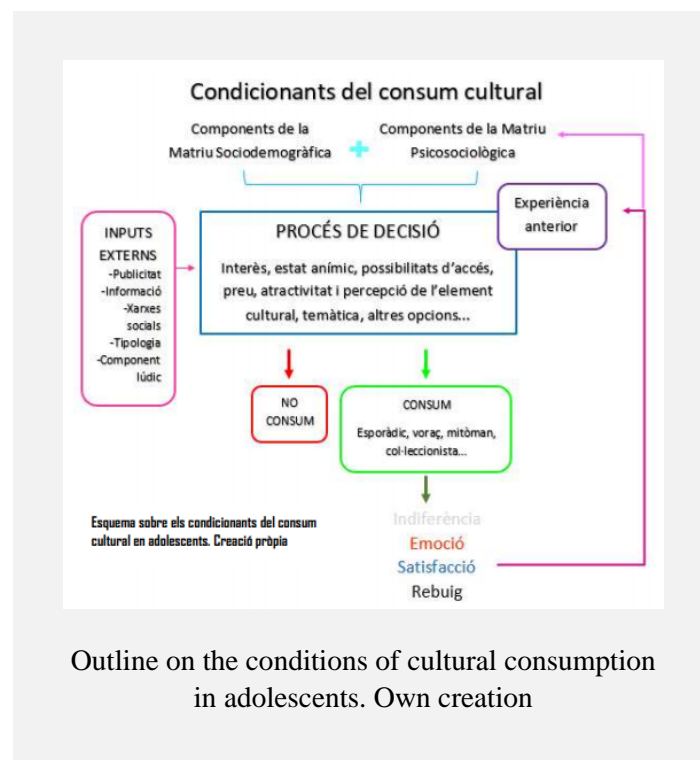 Condicionants del consum cultural
Components de la
Matriu Sociodemogràfica
+
Components de la Matriu
Psicosociològica
Experiència
anterior
INPUTS
EXTERNS
-Publicitat
-Informació
-Xarxes
socials
-Tipologia
-Component
lúdic
PROCÉS DE DECISIÓ
Interès, estat anímic, possibilitats d'accés,
preu, atractivitat i percepció de l'element
cultural, temàtica, altres opcions...
NO
CONSUM
CONSUM
Esporàdic, voraç, mitòman,
col·leccionista...
Indiferència
Emoció
Satisfacció
Rebuig
Esquema sobre els condicionants del consum
cultural en adolescents. Creació pròpia
Outline on the conditions of cultural consumption
in adolescents. Own creation